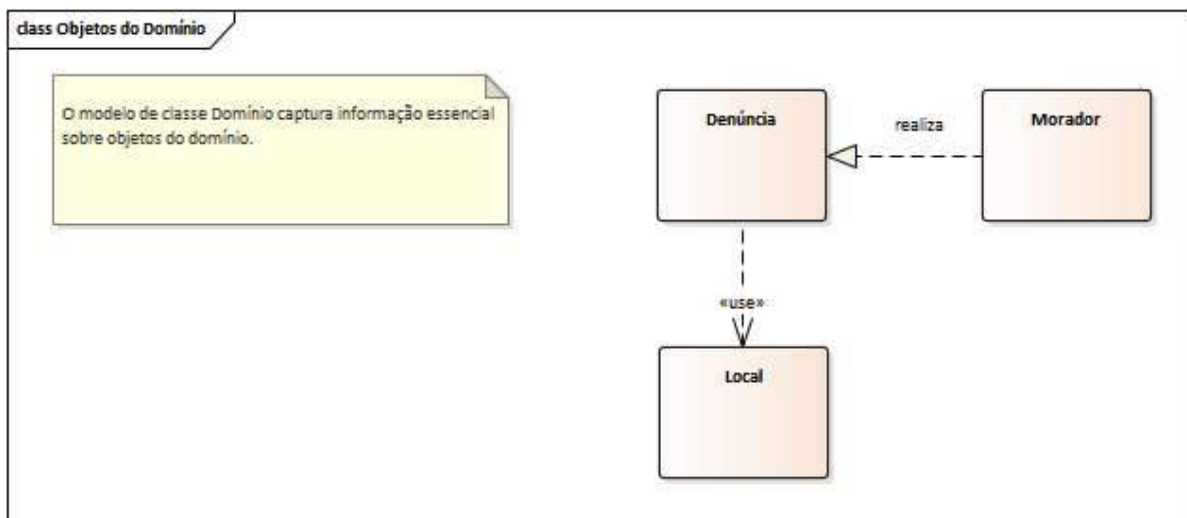 class Objetos do Domínio
O modelo de classe Domínio captura informação essencial
sobre objetos do domínio.
Denúncia
realiza
Morador
«use»
Local